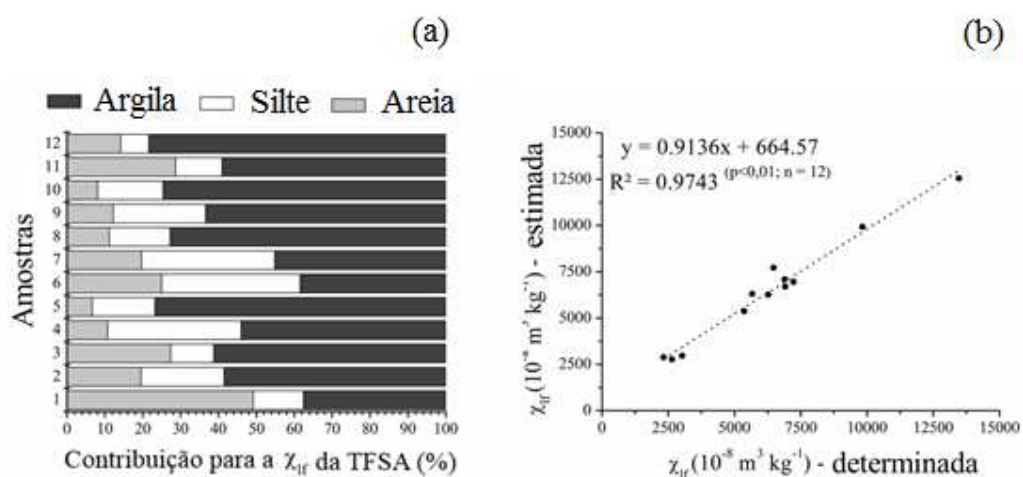 (a)
Argila Silte Areia
Amostras
12
11
10
9
8
7
6
5
4
3
2
1
0 10 20 30 40 50 60 70 80 90 100
Contribuição para a χlf da TFSA (%)
(b)
y = 0.9136x + 664.57
R² = 0.9743 (p<0,01; n = 12)
χlf (10⁻⁸ m³ kg⁻¹) - estimada
15000
12500
10000
7500
5000
2500
0
0 2500 5000 7500 10000 12500 15000
χlf (10⁻⁸ m³ kg⁻¹) - determinada